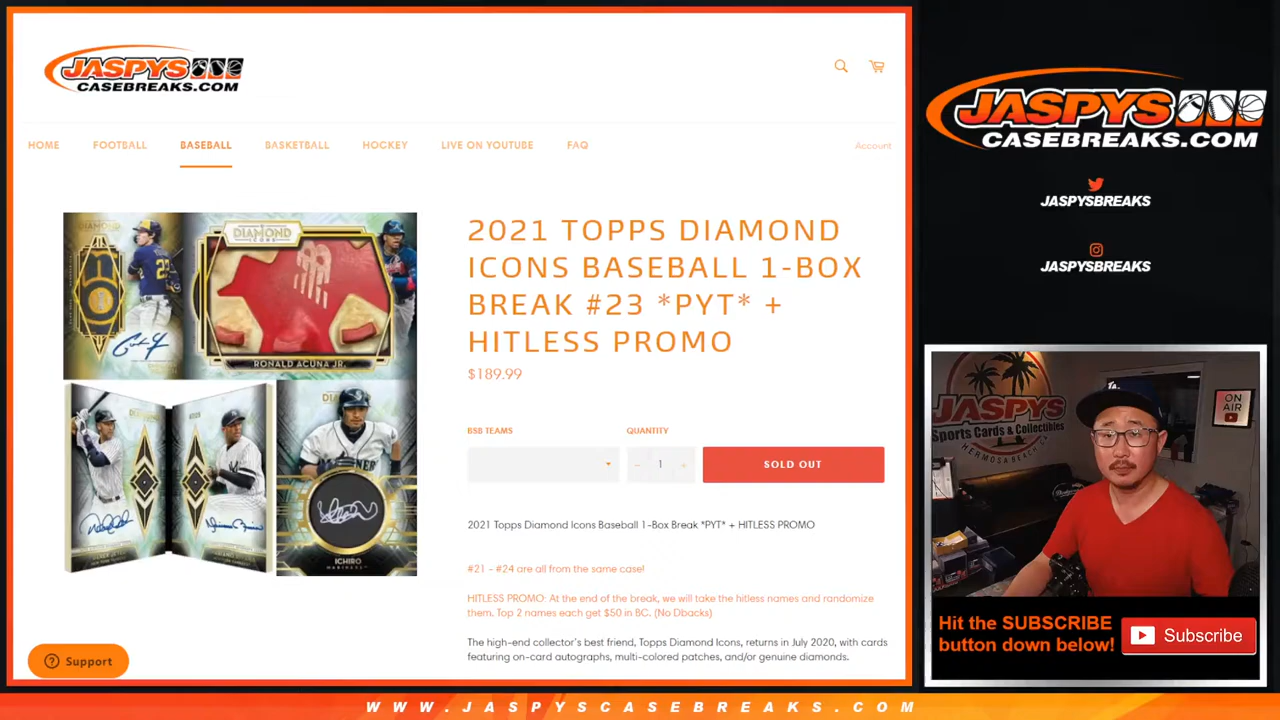 JASPYS
CASEBREAKS.COM
HOME
FOOTBALL
BASEBALL
BASKETBALL
HOCKEY
LIVE ON YOUTUBE
FAQ
Account
2021 TOPPS DIAMOND
ICONS BASEBALL 1-BOX
BREAK #23 *PYT* +
HITLESS PROMO
$189.99
BSB TEAMS
QUANTITY
− 1 +
SOLD OUT
2021 Topps Diamond Icons Baseball 1-Box Break *PYT* + HITLESS PROMO
#21 - #24 are all from the same case!
HITLESS PROMO: At the end of the break, we will take the hitless names and randomize
them. Top 2 names each get $50 in BC. (No Dbacks)
The high-end collector's best friend, Topps Diamond Icons, returns in July 2020, with cards
featuring on-card autographs, multi-colored patches, and/or genuine diamonds.
DIAMOND
ICONS
RONALD ACUÑA JR.
ICHIRO
MARINERS
Support
JASPYS
CASEBREAKS.COM
JASPYSBREAKS
JASPYSBREAKS
JASPYS
Sports Cards & Collectibles
HERMOSA BEACH
ON
AIR
Hit the SUBSCRIBE
button down below!
Subscribe
WWW.JASPYSCASEBREAKS.COM